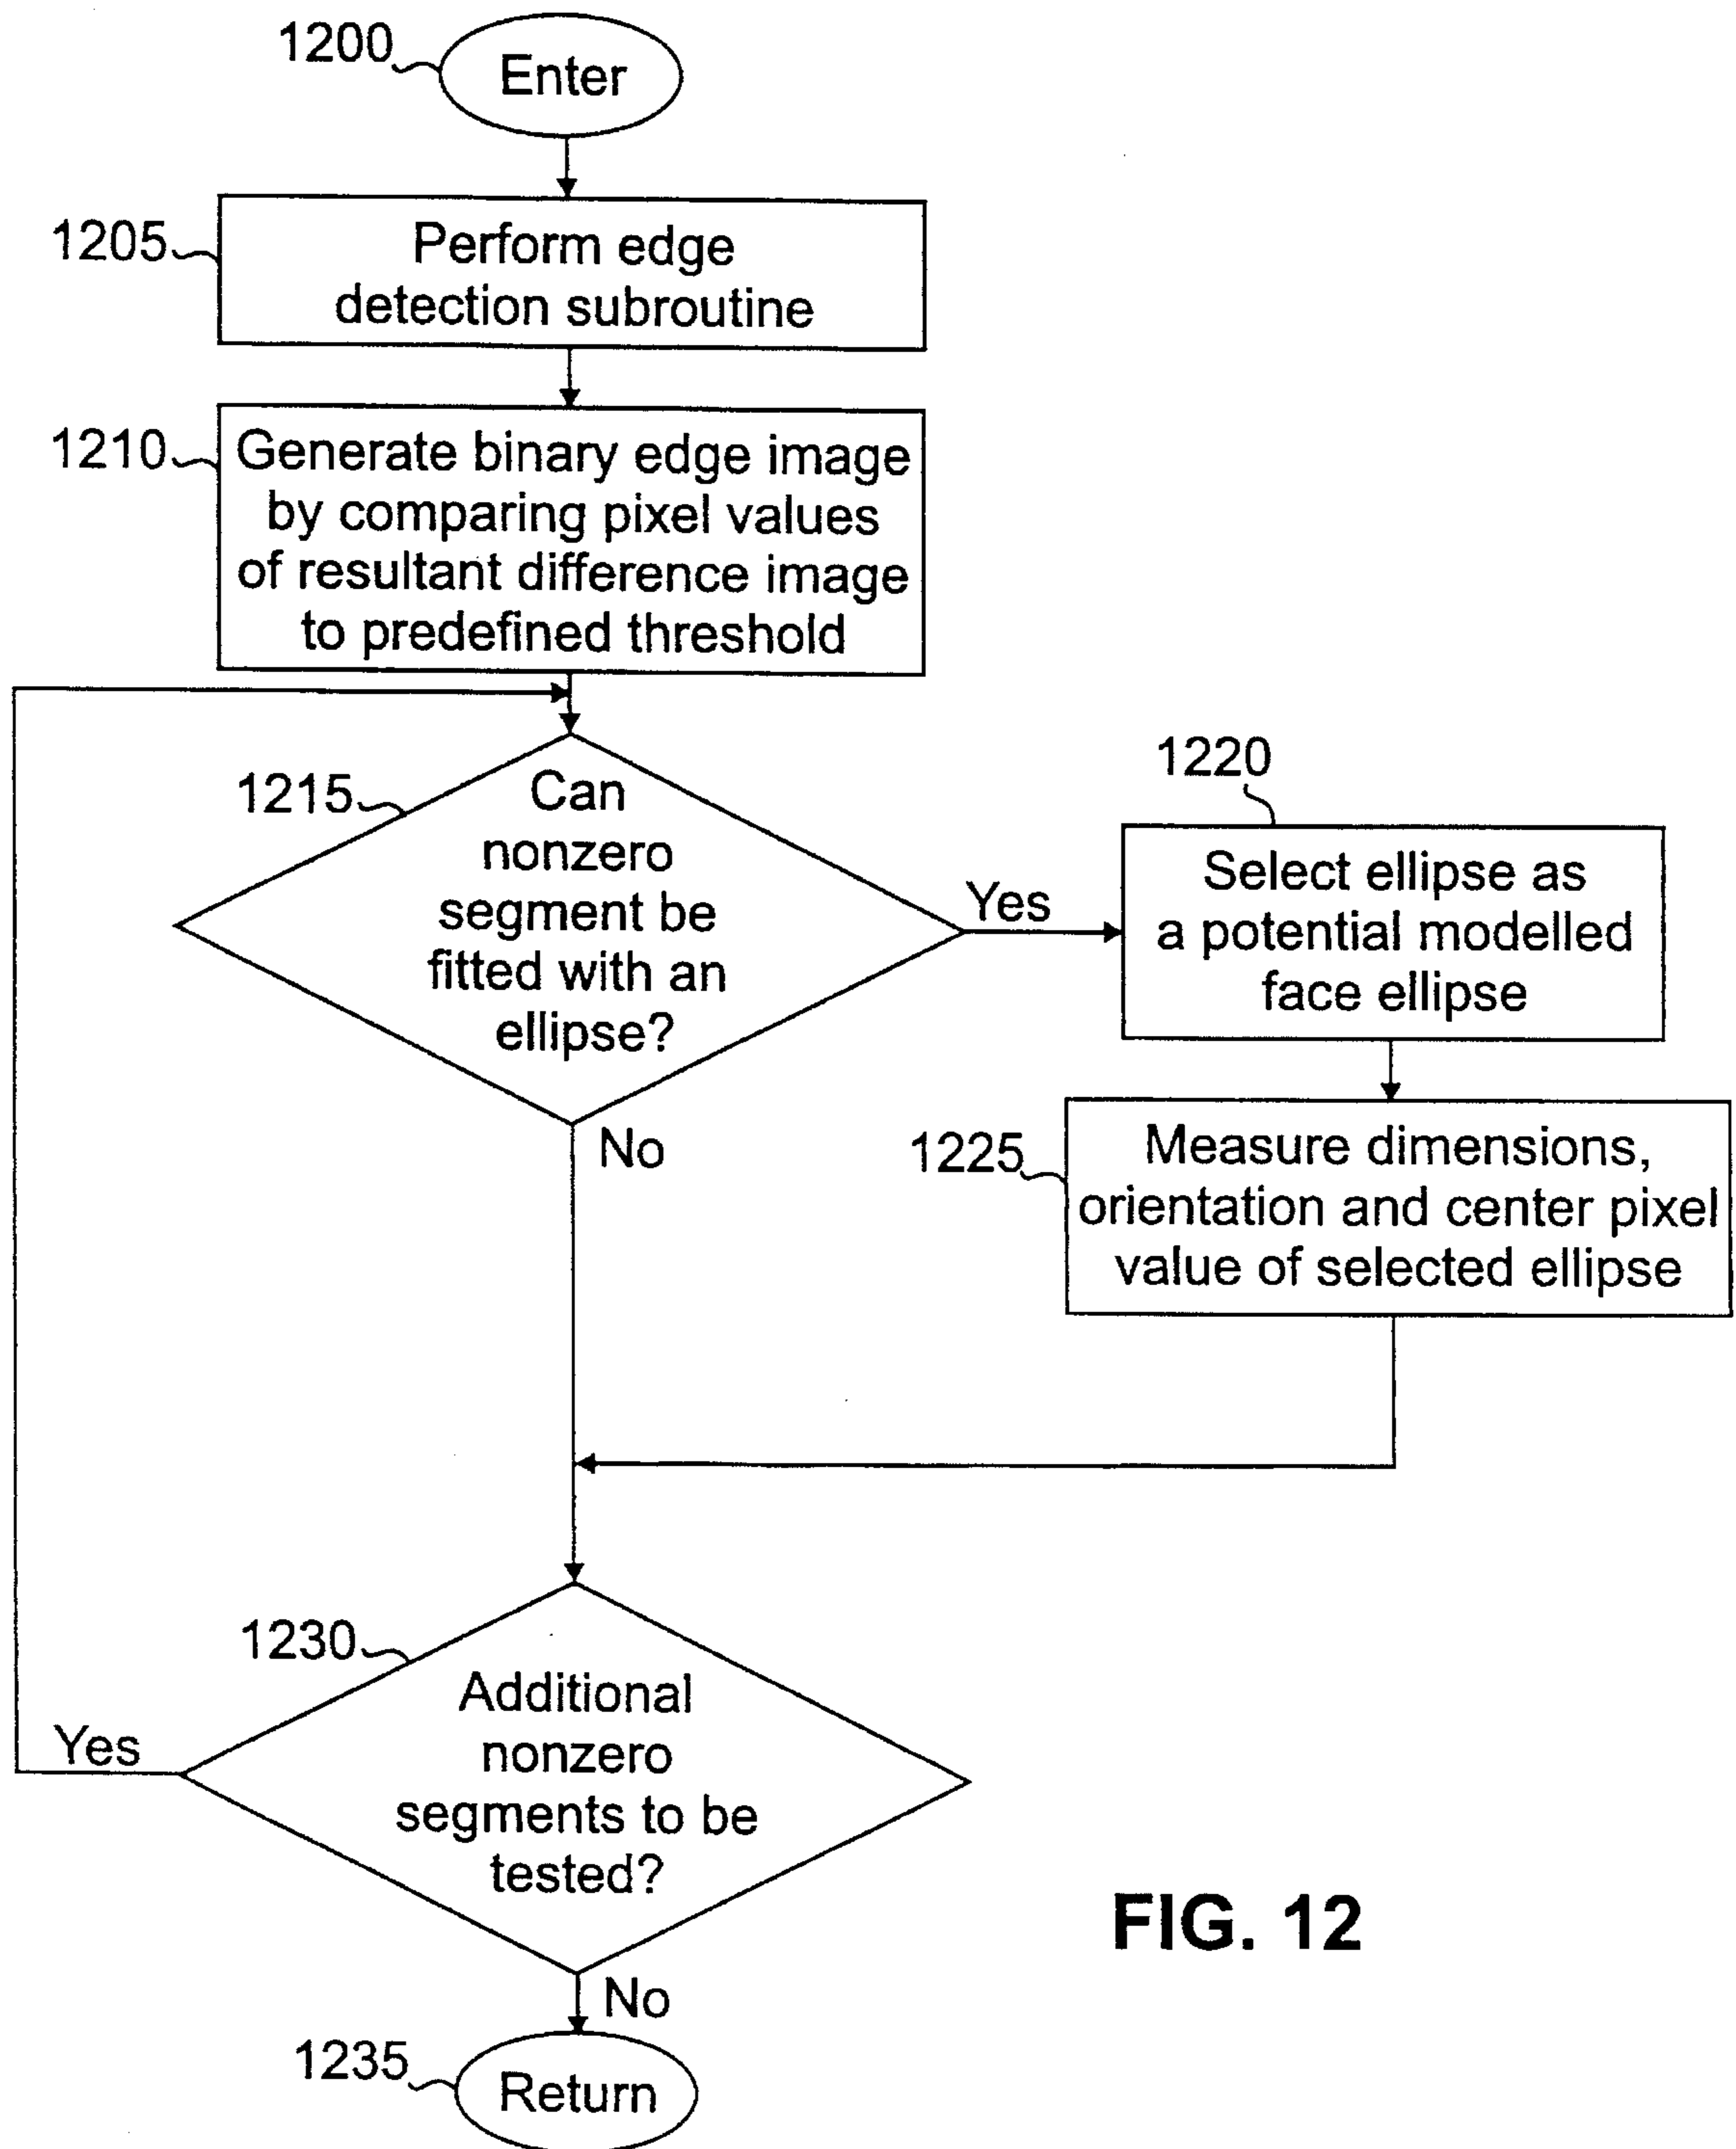 1200
Enter
1205
Perform edge
detection subroutine
1210
Generate binary edge image
by comparing pixel values
of resultant difference image
to predefined threshold
1215
Can
nonzero
segment be
fitted with an
ellipse?
Yes
No
1220
Select ellipse as
a potential modelled
face ellipse
1225
Measure dimensions,
orientation and center pixel
value of selected ellipse
1230
Additional
nonzero
segments to be
tested?
Yes
No
1235
Return
FIG. 12